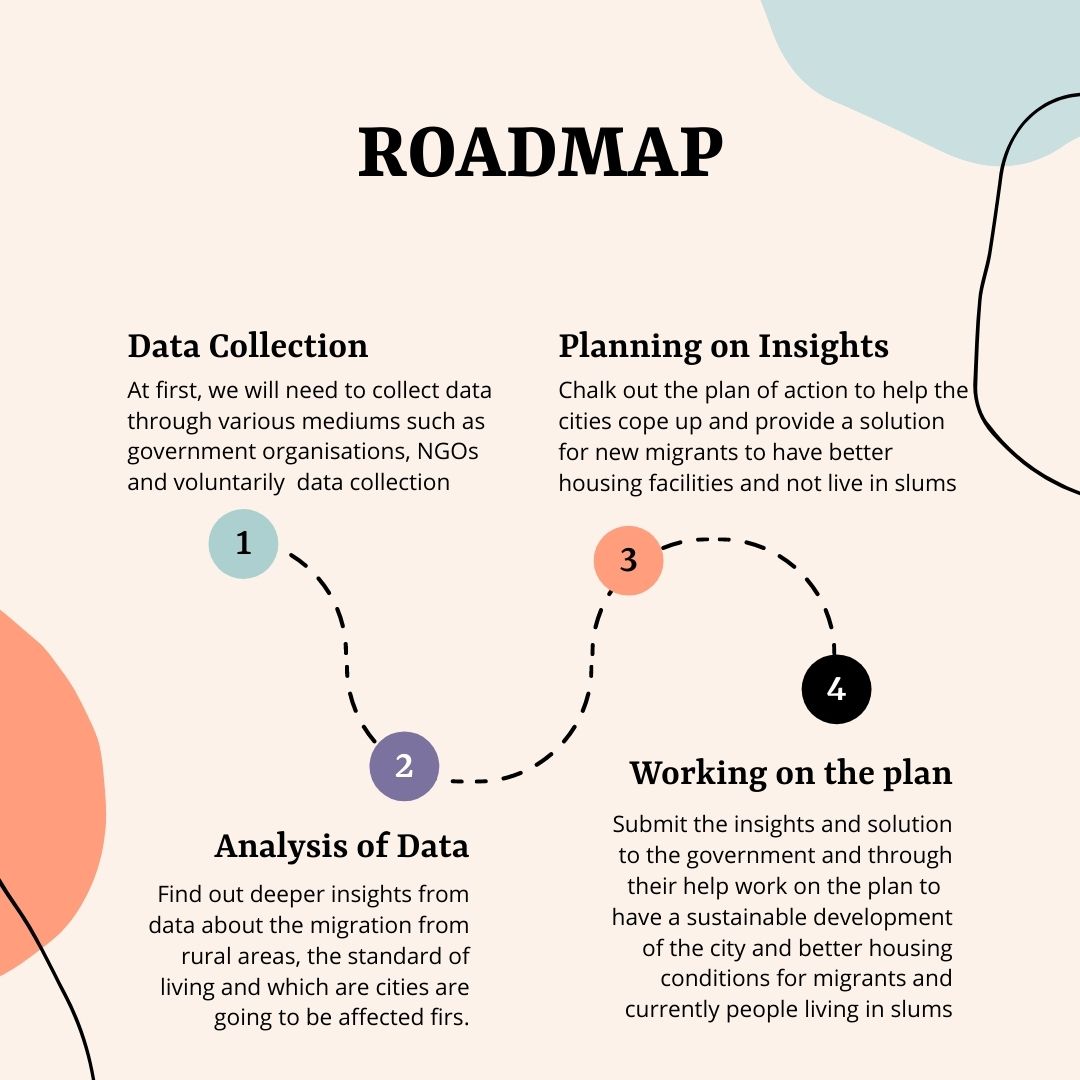 ROADMAP
Data Collection
At first, we will need to collect data
through various mediums such as
government organisations, NGOs
and voluntarily  data collection
1
2
Analysis of Data
Find out deeper insights from
data about the migration from
rural areas, the standard of
living and which are cities are
going to be affected firs.
Planning on Insights
Chalk out the plan of action to help the
cities cope up and provide a solution
for new migrants to have better
housing facilities and not live in slums
3
4
Working on the plan
Submit the insights and solution
to the government and through
their help work on the plan to
have a sustainable development
of the city and better housing
conditions for migrants and
currently people living in slums